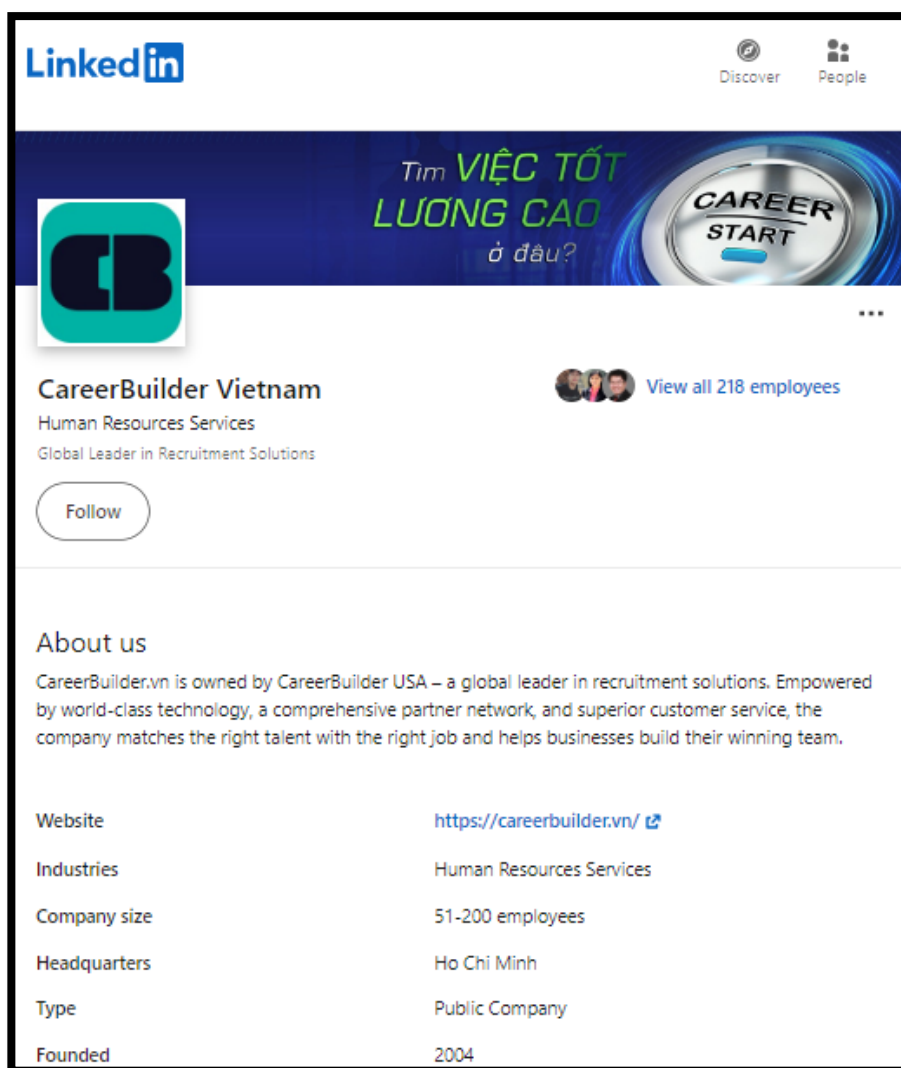 Linked in
Discover
People
Tìm VIỆC TỐT
LƯƠNG CAO
ở đâu?
CAREER
START
CB
CareerBuilder Vietnam
View all 218 employees
Human Resources Services
Global Leader in Recruitment Solutions
Follow
About us
CareerBuilder.vn is owned by CareerBuilder USA – a global leader in recruitment solutions. Empowered
by world-class technology, a comprehensive partner network, and superior customer service, the
company matches the right talent with the right job and helps businesses build their winning team.
Website https://careerbuilder.vn/
Industries Human Resources Services
Company size 51-200 employees
Headquarters Ho Chi Minh
Type Public Company
Founded 2004